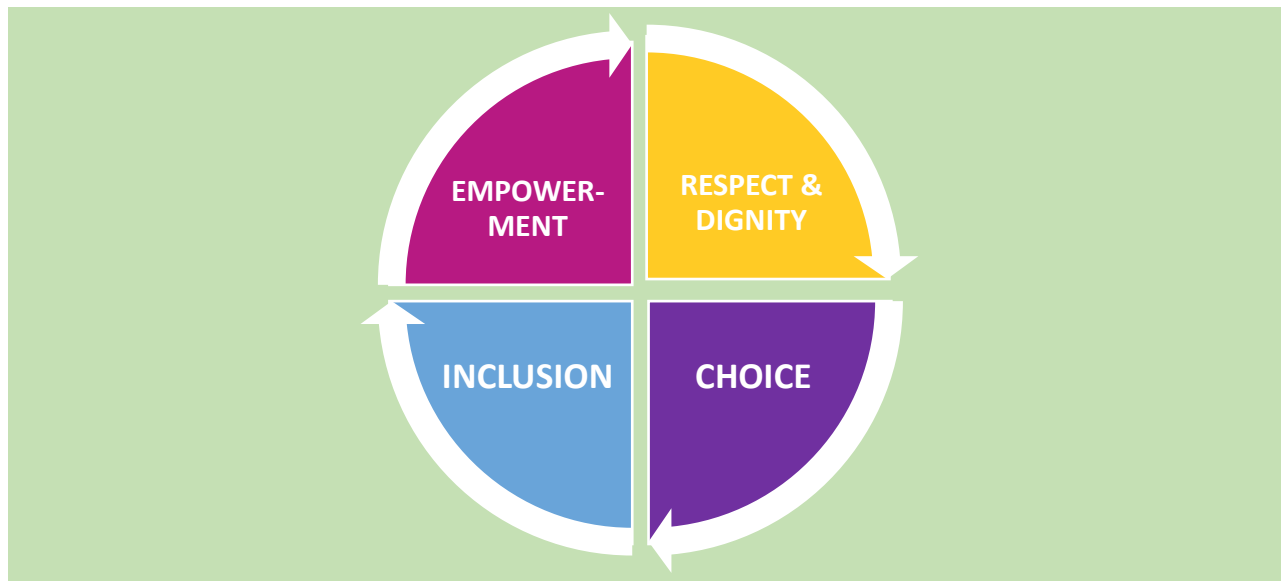 EMPOWER-
MENT
RESPECT &
DIGNITY
INCLUSION
CHOICE